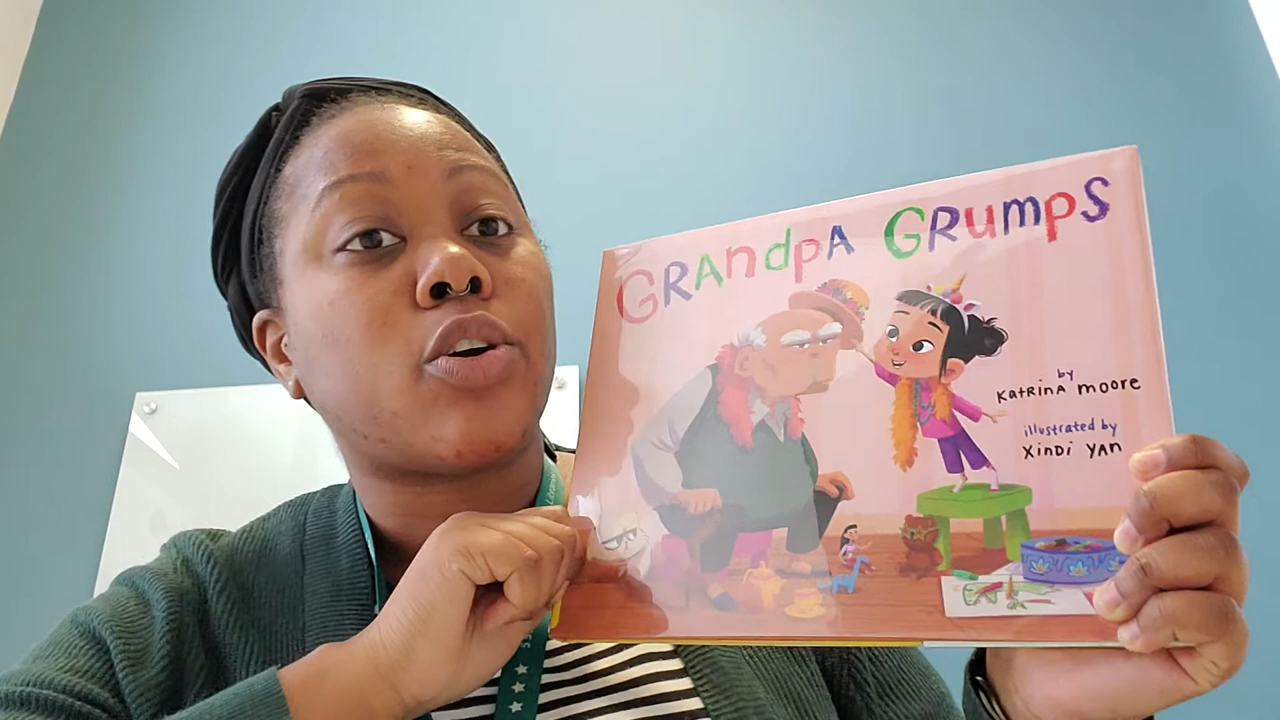 GRAndpA GRumpS
by
KatRinA mooRe
illustrated by
XinDi YAn